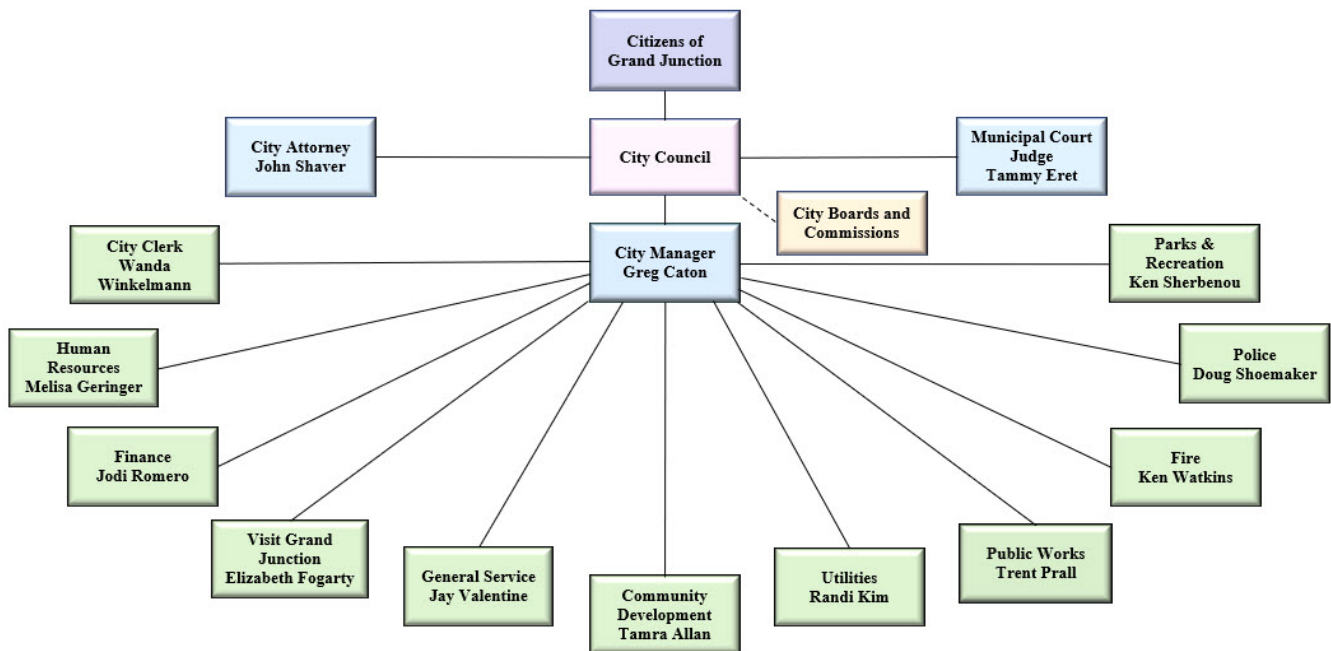 Citizens of
Grand Junction
City Attorney
John Shaver
City Council
Municipal Court
Judge
Tammy Eret
City Boards and
Commissions
City Clerk
Wanda
Winkelmann
City Manager
Greg Caton
Parks &
Recreation
Ken Sherbenou
Human
Resources
Melisa Geringer
Police
Doug Shoemaker
Finance
Jodi Romero
Fire
Ken Watkins
Visit Grand
Junction
Elizabeth Fogarty
General Service
Jay Valentine
Community
Development
Tamra Allan
Utilities
Randi Kim
Public Works
Trent Prall